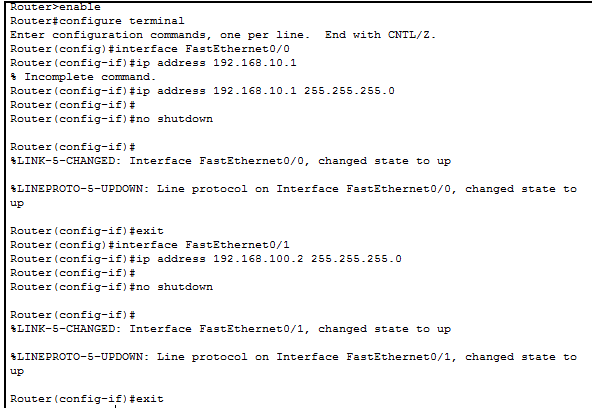 Router>enable
Router#configure terminal
Enter configuration commands, one per line.  End with CNTL/Z.
Router(config)#interface FastEthernet0/0
Router(config-if)#ip address 192.168.10.1
% Incomplete command.
Router(config-if)#ip address 192.168.10.1 255.255.255.0
Router(config-if)#
Router(config-if)#no shutdown
Router(config-if)#
%LINK-5-CHANGED: Interface FastEthernet0/0, changed state to up
%LINEPROTO-5-UPDOWN: Line protocol on Interface FastEthernet0/0, changed state to
up
Router(config-if)#exit
Router(config)#interface FastEthernet0/1
Router(config-if)#ip address 192.168.100.2 255.255.255.0
Router(config-if)#
Router(config-if)#no shutdown
Router(config-if)#
%LINK-5-CHANGED: Interface FastEthernet0/1, changed state to up
%LINEPROTO-5-UPDOWN: Line protocol on Interface FastEthernet0/1, changed state to
up
Router(config-if)#exit